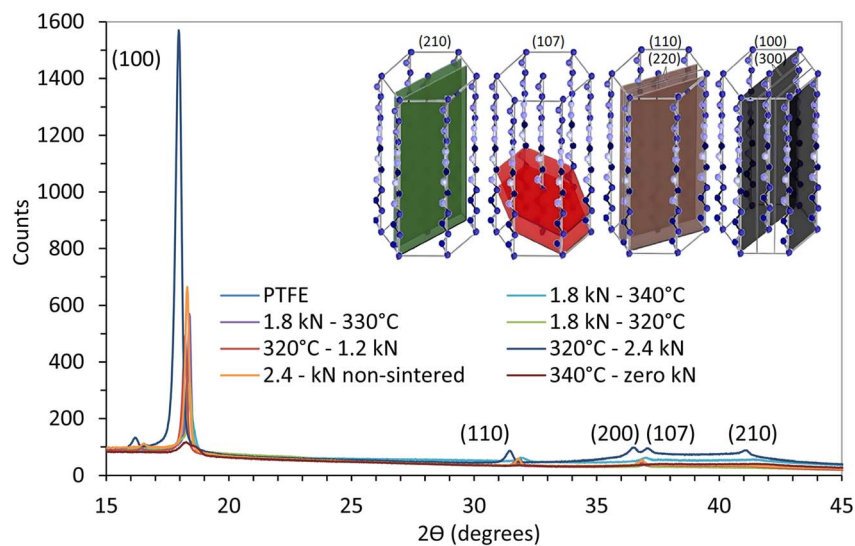 1600
1400
1200
1000
800
600
400
200
0
Counts
(100)
(210)
(107)
(110)
(220)
(100)
(300)
PTFE
1.8 kN - 340°C
1.8 kN - 330°C
1.8 kN - 320°C
320°C - 1.2 kN
320°C - 2.4 kN
2.4 - kN non-sintered
340°C - zero kN
(110)
(200)
(107)
(210)
15
20
25
30
35
40
45
2Ɵ (degrees)